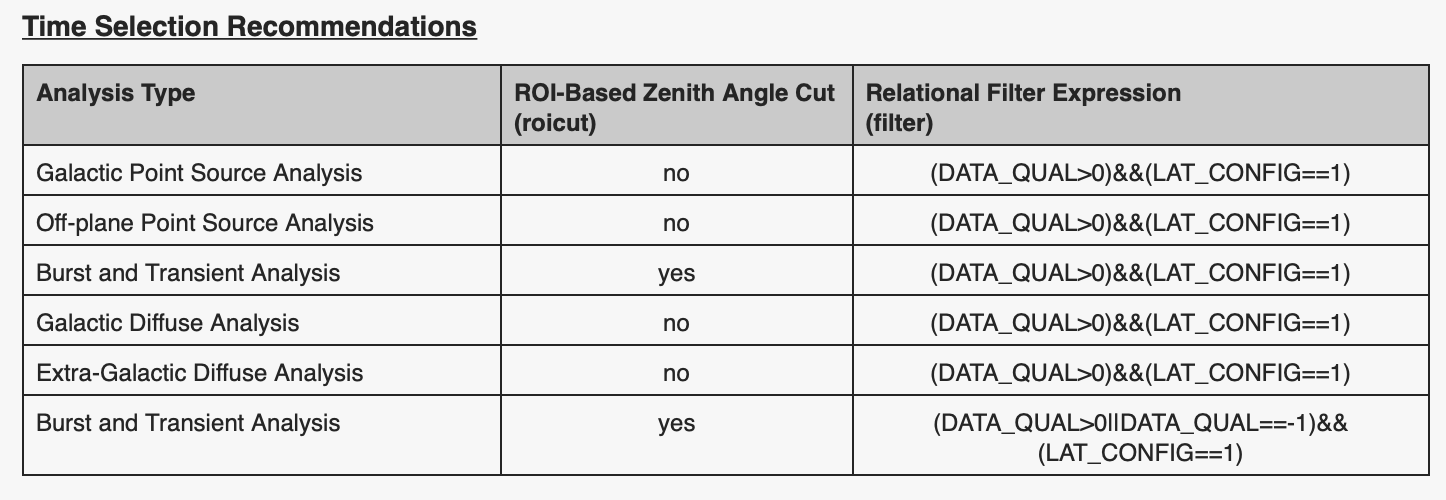 Time Selection Recommendations
Analysis Type ROI-Based Zenith Angle Cut (roicut) Relational Filter Expression (filter)
Galactic Point Source Analysis no (DATA_QUAL>0)&&(LAT_CONFIG==1)
Off-plane Point Source Analysis no (DATA_QUAL>0)&&(LAT_CONFIG==1)
Burst and Transient Analysis yes (DATA_QUAL>0)&&(LAT_CONFIG==1)
Galactic Diffuse Analysis no (DATA_QUAL>0)&&(LAT_CONFIG==1)
Extra-Galactic Diffuse Analysis no (DATA_QUAL>0)&&(LAT_CONFIG==1)
Burst and Transient Analysis yes (DATA_QUAL>0||DATA_QUAL==-1)&&
(LAT_CONFIG==1)